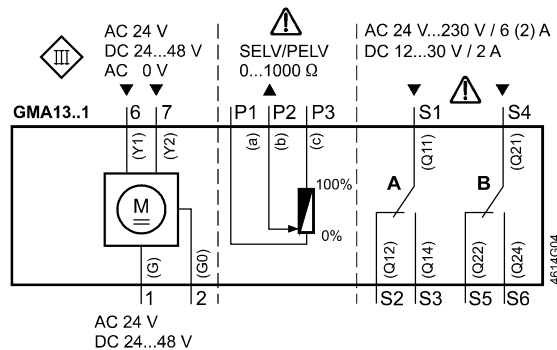 AC 24 V
DC 24...48 V
AC 0 V
SELV/PELV
0...1000 Ω
AC 24 V...230 V / 6 (2) A
DC 12...30 V / 2 A
III
GMA13..1
6 7 P1 P2 P3 S1 S4
(Y1) (Y2) (a) (b) (c) (Q11) (Q21)
100%
A B
M
0%
(G) (G0) (Q12) (Q14) (Q22) (Q24)
1 2 S2 S3 S5 S6
AC 24 V
DC 24...48 V
4614G04